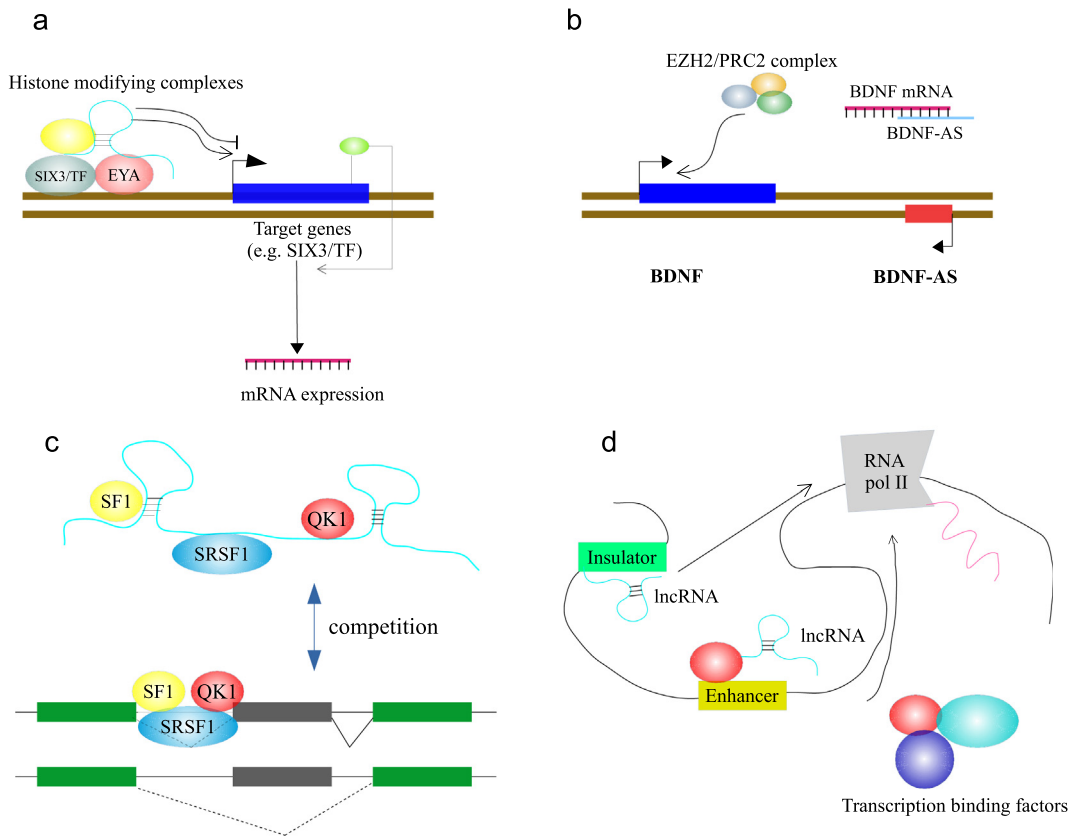 a
Histone modifying complexes
SIX3/TF
EYA
Target genes
(e.g. SIX3/TF)
mRNA expression
b
EZH2/PRC2 complex
BDNF mRNA
BDNF-AS
BDNF
BDNF-AS
c
SF1
QK1
SRSF1
competition
SF1
QK1
SRSF1
d
RNA
pol II
Insulator
lncRNA
lncRNA
Enhancer
Transcription binding factors